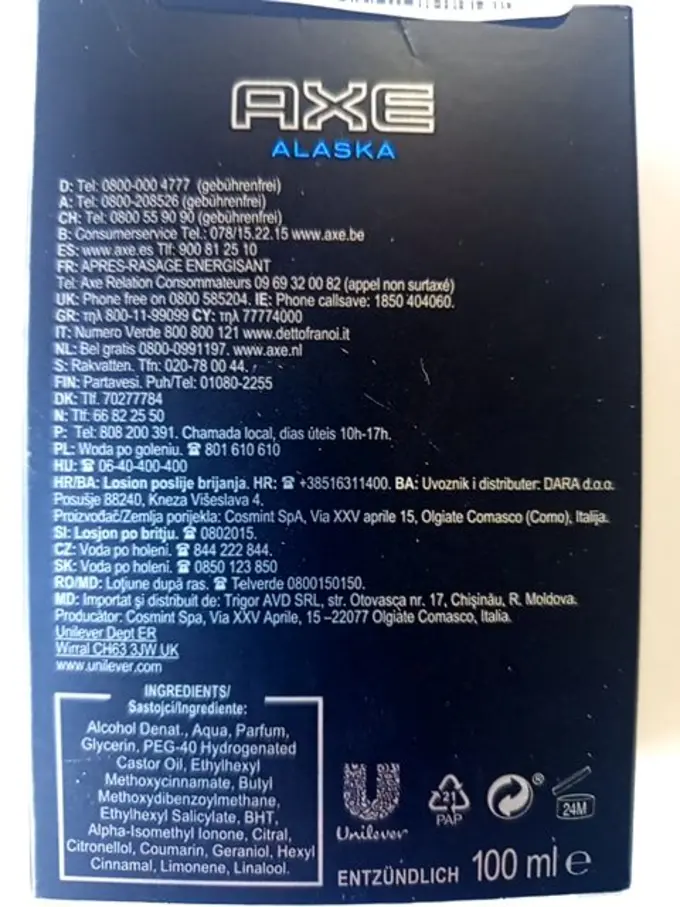 AXE
ALASKA
D: Tel: 0800-000 4777 (gebührenfrei)
A: Tel: 0800-208526 (gebührenfrei)
CH: Tel: 0800 55 90 90 (gebührenfrei)
B: Consumerservice Tel.: 078/15.22.15 www.axe.be
ES: www.axe.es Tlf: 900 81 25 10
FR: APRES-RASAGE ENERGISANT
Tel. Axe Relation Consommateurs 09 69 32 00 82 (appel non surtaxé)
UK: Phone free on 0800 585204. IE: Phone callsave: 1850 404060.
GR: τηλ 800-11-99099 CY: τηλ 77774000
IT: Numero Verde 800 800 121 www.dettofranoi.it
NL: Bel gratis 0800-0991197. www.axe.nl
S: Rakvatten. Tfn: 020-78 00 44.
FIN: Partavesi. Puh/Tel: 01080-2255
DK: Tlf. 70277784
N: Tlf: 66 82 25 50
P: Tel: 808 200 391. Chamada local, dias úteis 10h-17h.
PL: Woda po goleniu. ☎ 801 610 610
HU: ☎ 06-40-400-400
HR/BA: Losion poslije brijanja. HR: ☎ +38516311400. BA: Uvoznik i distributer: DARA d.o.o.
Posušje 88240, Kneza Višeslava 4.
Proizvođač/Zemlja porijekla: Cosmint SpA, Via XXV aprile 15, Olgiate Comasco (Como), Italija.
SI: Losjon po britju. ☎ 0802015.
CZ: Voda po holení. ☎ 844 222 844.
SK: Voda po holení. ☎ 0850 123 850
RO/MD: Loțiune după ras. ☎ Telverde 0800150150.
MD: Importat și distribuit de: Trigor AVD SRL, str. Otovasca nr. 17, Chișinău, R. Moldova.
Producător: Cosmint Spa, Via XXV Aprile, 15 –22077 Olgiate Comasco, Italia.
Unilever Dept ER
Wirral CH63 3JW UK
www.unilever.com
INGREDIENTS/
Sastojci/Ingrediente:
Alcohol Denat., Aqua, Parfum,
Glycerin, PEG-40 Hydrogenated
Castor Oil, Ethylhexyl
Methoxycinnamate, Butyl
Methoxydibenzoylmethane,
Ethylhexyl Salicylate, BHT,
Alpha-Isomethyl Ionone, Citral,
Citronellol, Coumarin, Geraniol, Hexyl
Cinnamal, Limonene, Linalool.
Unilever
21
PAP
®
24M
ENTZÜNDLICH 100 ml ℮